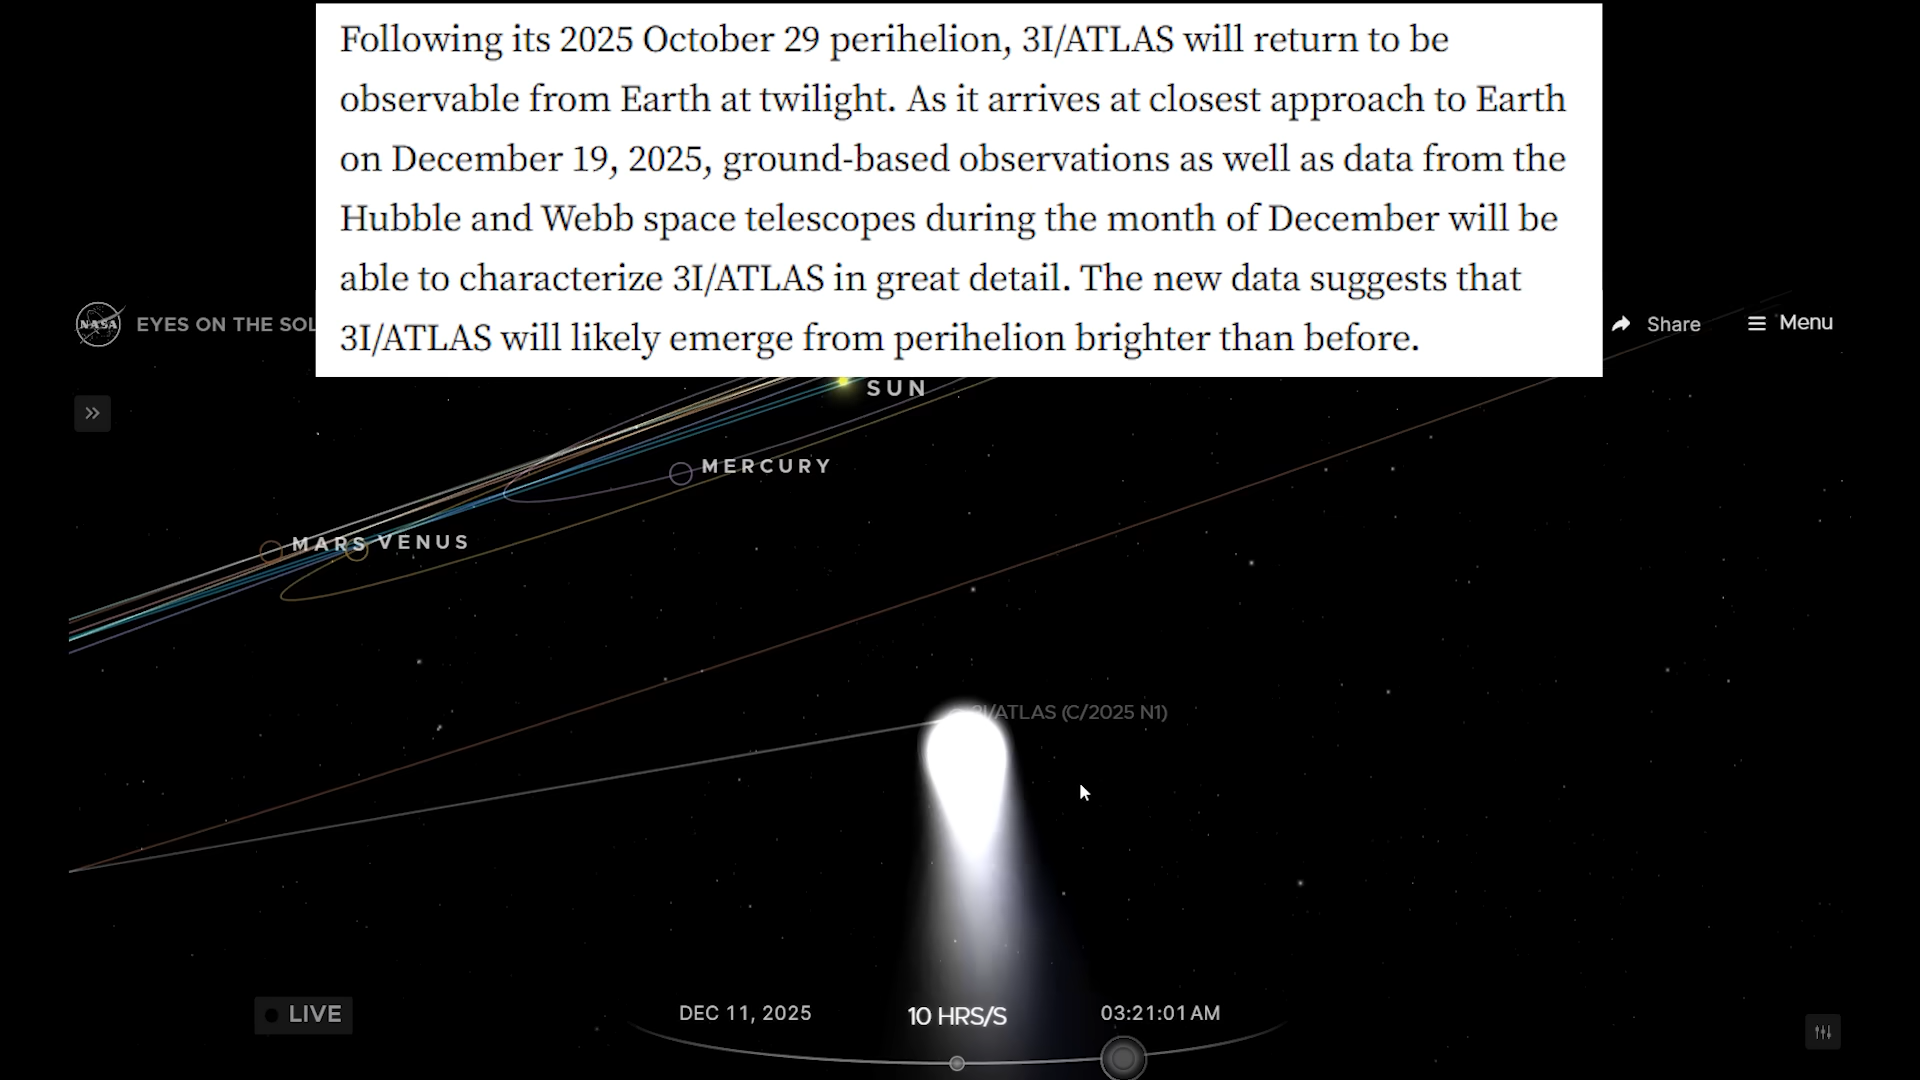 Following its 2025 October 29 perihelion, 3I/ATLAS will return to be
observable from Earth at twilight. As it arrives at closest approach to Earth
on December 19, 2025, ground-based observations as well as data from the
Hubble and Webb space telescopes during the month of December will be
able to characterize 3I/ATLAS in great detail. The new data suggests that
3I/ATLAS will likely emerge from perihelion brighter than before.
NASA
EYES ON THE SOL
Share
Menu
SUN
MERCURY
MARS
VENUS
3I/ATLAS (C/2025 N1)
LIVE
DEC 11, 2025
10 HRS/S
03:21:01 AM